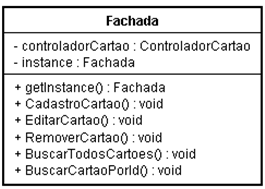 Fachada
- controladorCartao : ControladorCartao
- instance : Fachada
+ getInstance() : Fachada
+ CadastroCartao() : void
+ EditarCartao() : void
+ RemoverCartao() : void
+ BuscarTodosCartoes() : void
+ BuscarCartaoPorId() : void